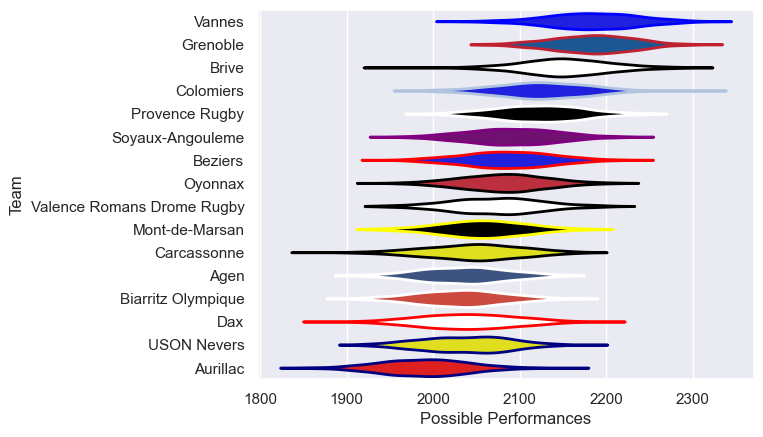 Vannes
Grenoble
Brive
Colomiers
Provence Rugby
Soyaux-Angouleme
Beziers
Oyonnax
Valence Romans Drome Rugby
Mont-de-Marsan
Carcassonne
Agen
Biarritz Olympique
Dax
USON Nevers
Aurillac
Team
1800 1900 2000 2100 2200 2300
Possible Performances